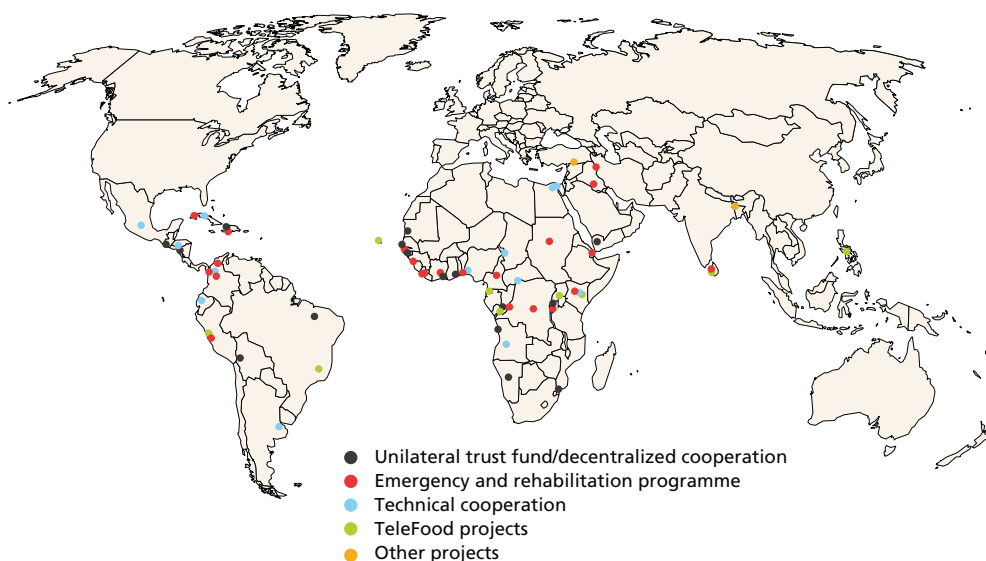 Unilateral trust fund/decentralized cooperation
Emergency and rehabilitation programme
Technical cooperation
TeleFood projects
Other projects